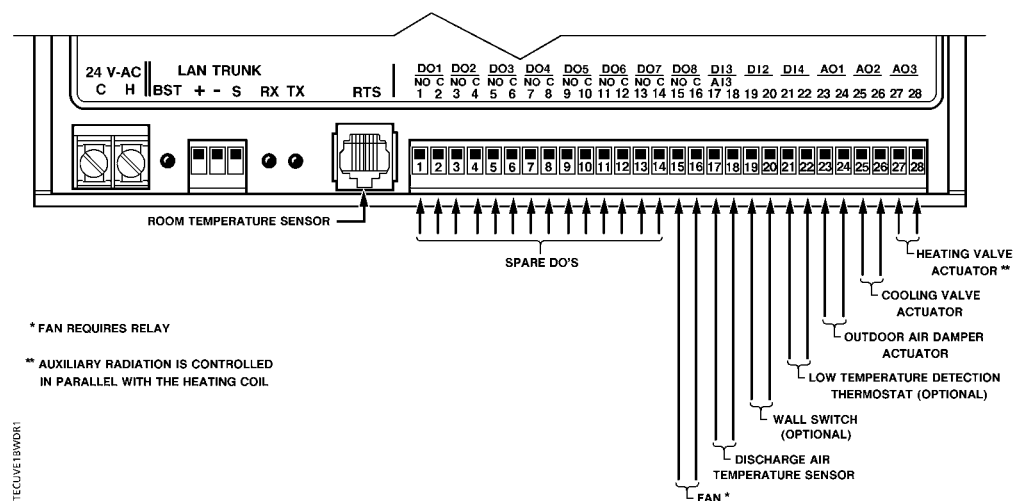 24 V-AC LAN TRUNK DO1 DO2 DO3 DO4 DO5 DO6 DO7 DO8 DI3 DI2 DI4 AO1 AO2 AO3
C H BST + - S RX TX RTS NO C NO C NO C NO C NO C NO C NO C NO C AI3
1 2 3 4 5 6 7 8 9 10 11 12 13 14 15 16 17 18 19 20 21 22 23 24 25 26 27 28
1 2 3 4 5 6 7 8 9 10 11 12 13 14 15 16 17 18 19 20 21 22 23 24 25 26 27 28
ROOM TEMPERATURE SENSOR
SPARE DO'S
HEATING VALVE
ACTUATOR **
COOLING VALVE
ACTUATOR
* FAN REQUIRES RELAY
OUTDOOR AIR DAMPER
ACTUATOR
** AUXILIARY RADIATION IS CONTROLLED
IN PARALLEL WITH THE HEATING COIL
LOW TEMPERATURE DETECTION
THERMOSTAT (OPTIONAL)
WALL SWITCH
(OPTIONAL)
DISCHARGE AIR
TEMPERATURE SENSOR
FAN *
TECUVE1BWDR1